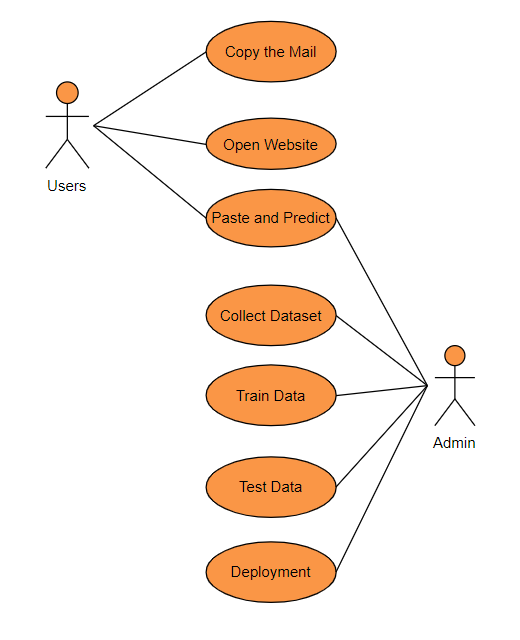 Copy the Mail
Open Website
Users
Paste and Predict
Collect Dataset
Train Data
Admin
Test Data
Deployment